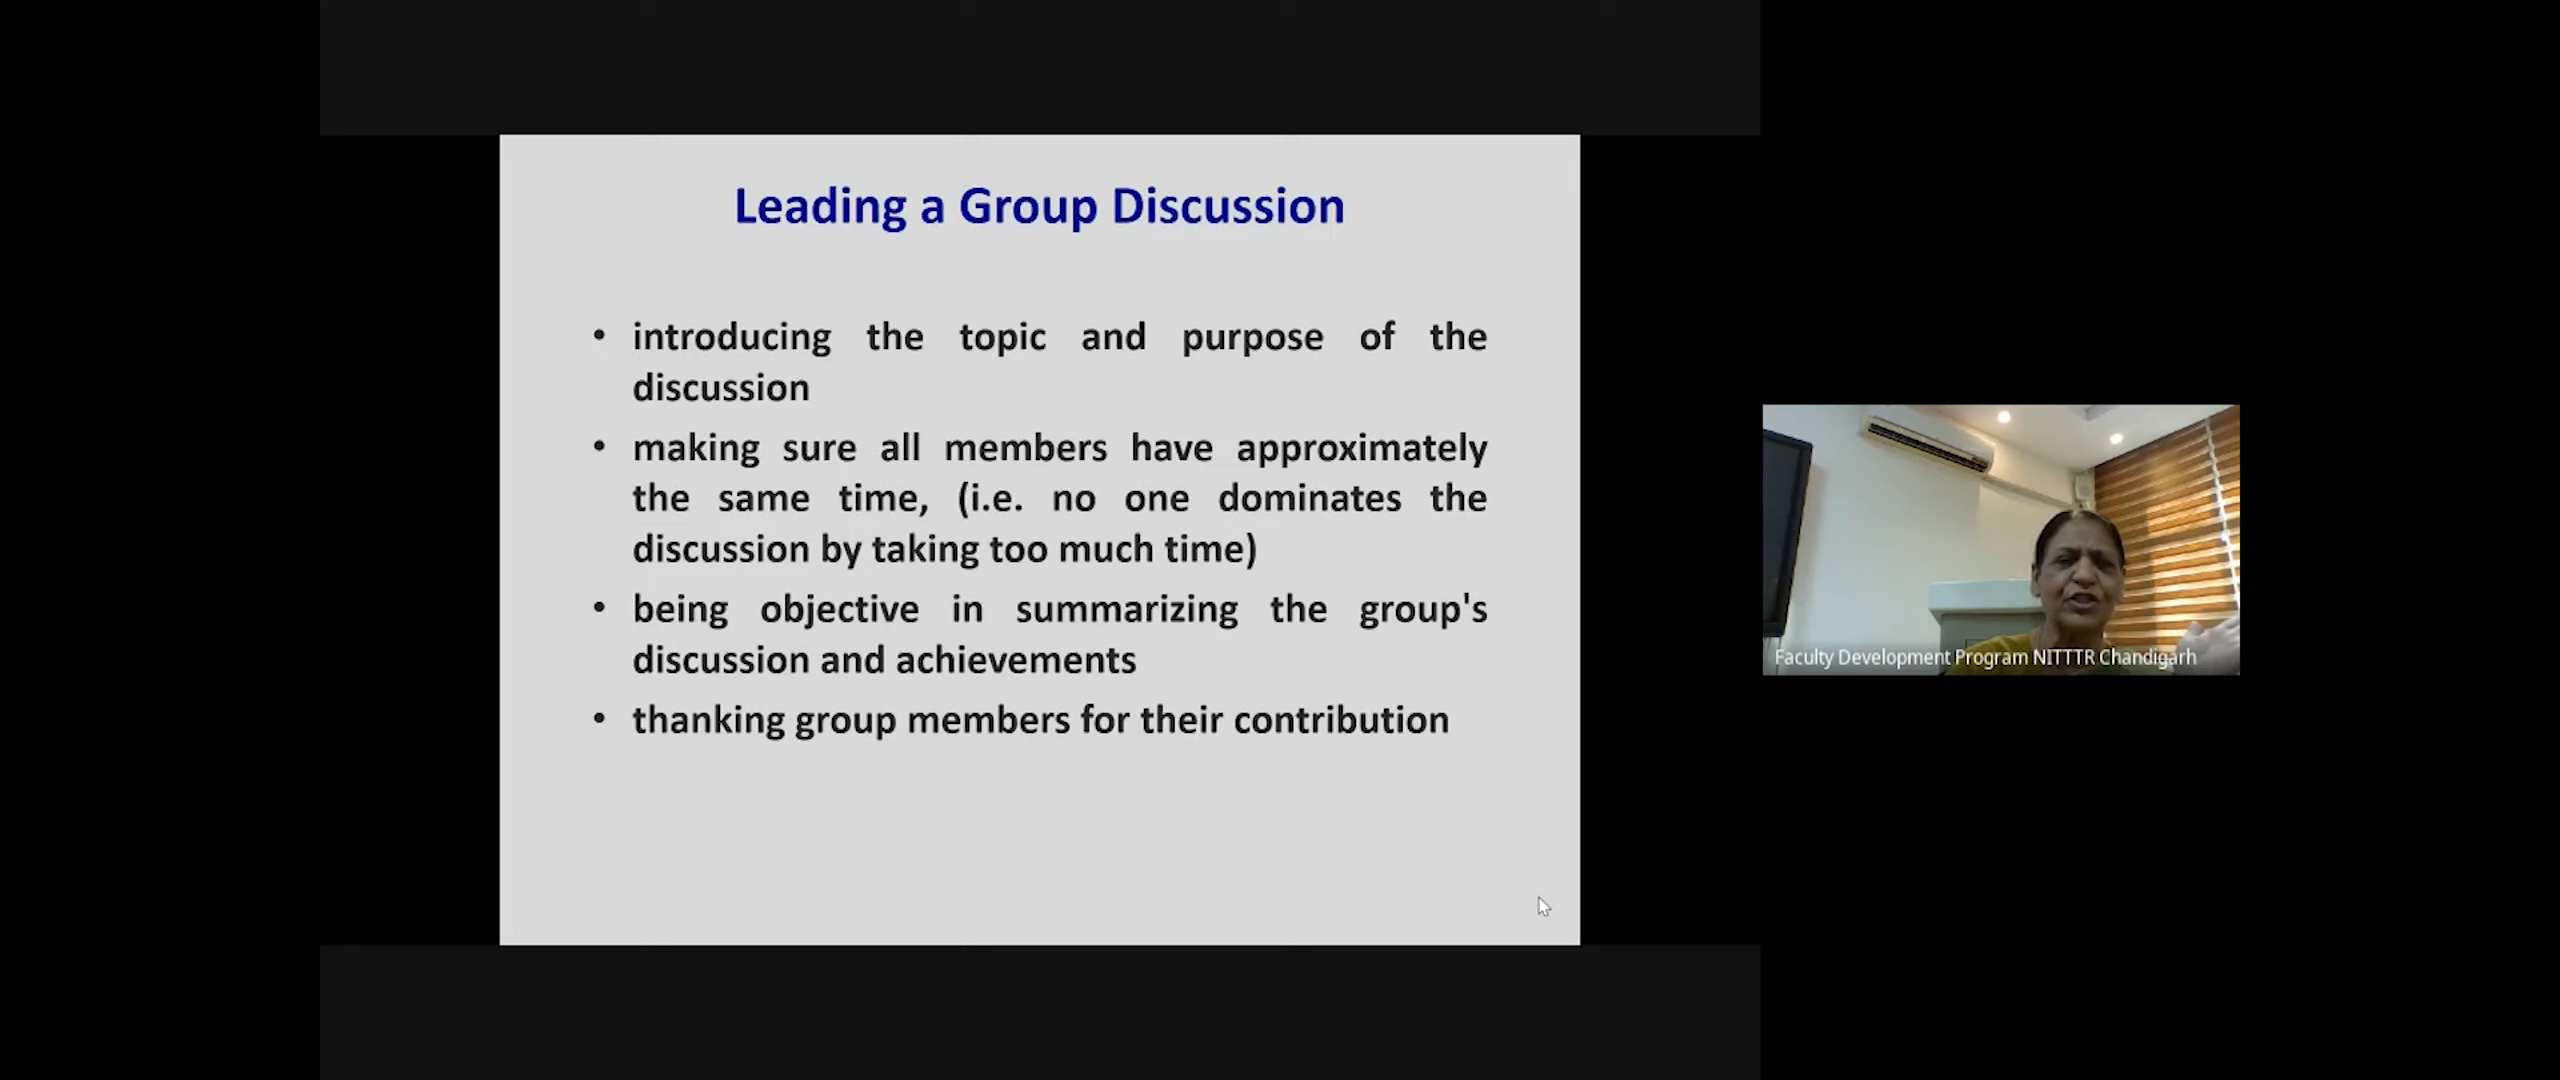 Leading a Group Discussion
• introducing the topic and purpose of the
discussion
• making sure all members have approximately
the same time, (i.e. no one dominates the
discussion by taking too much time)
• being objective in summarizing the group's
discussion and achievements
• thanking group members for their contribution
Faculty Development Program NITTTR Chandigarh